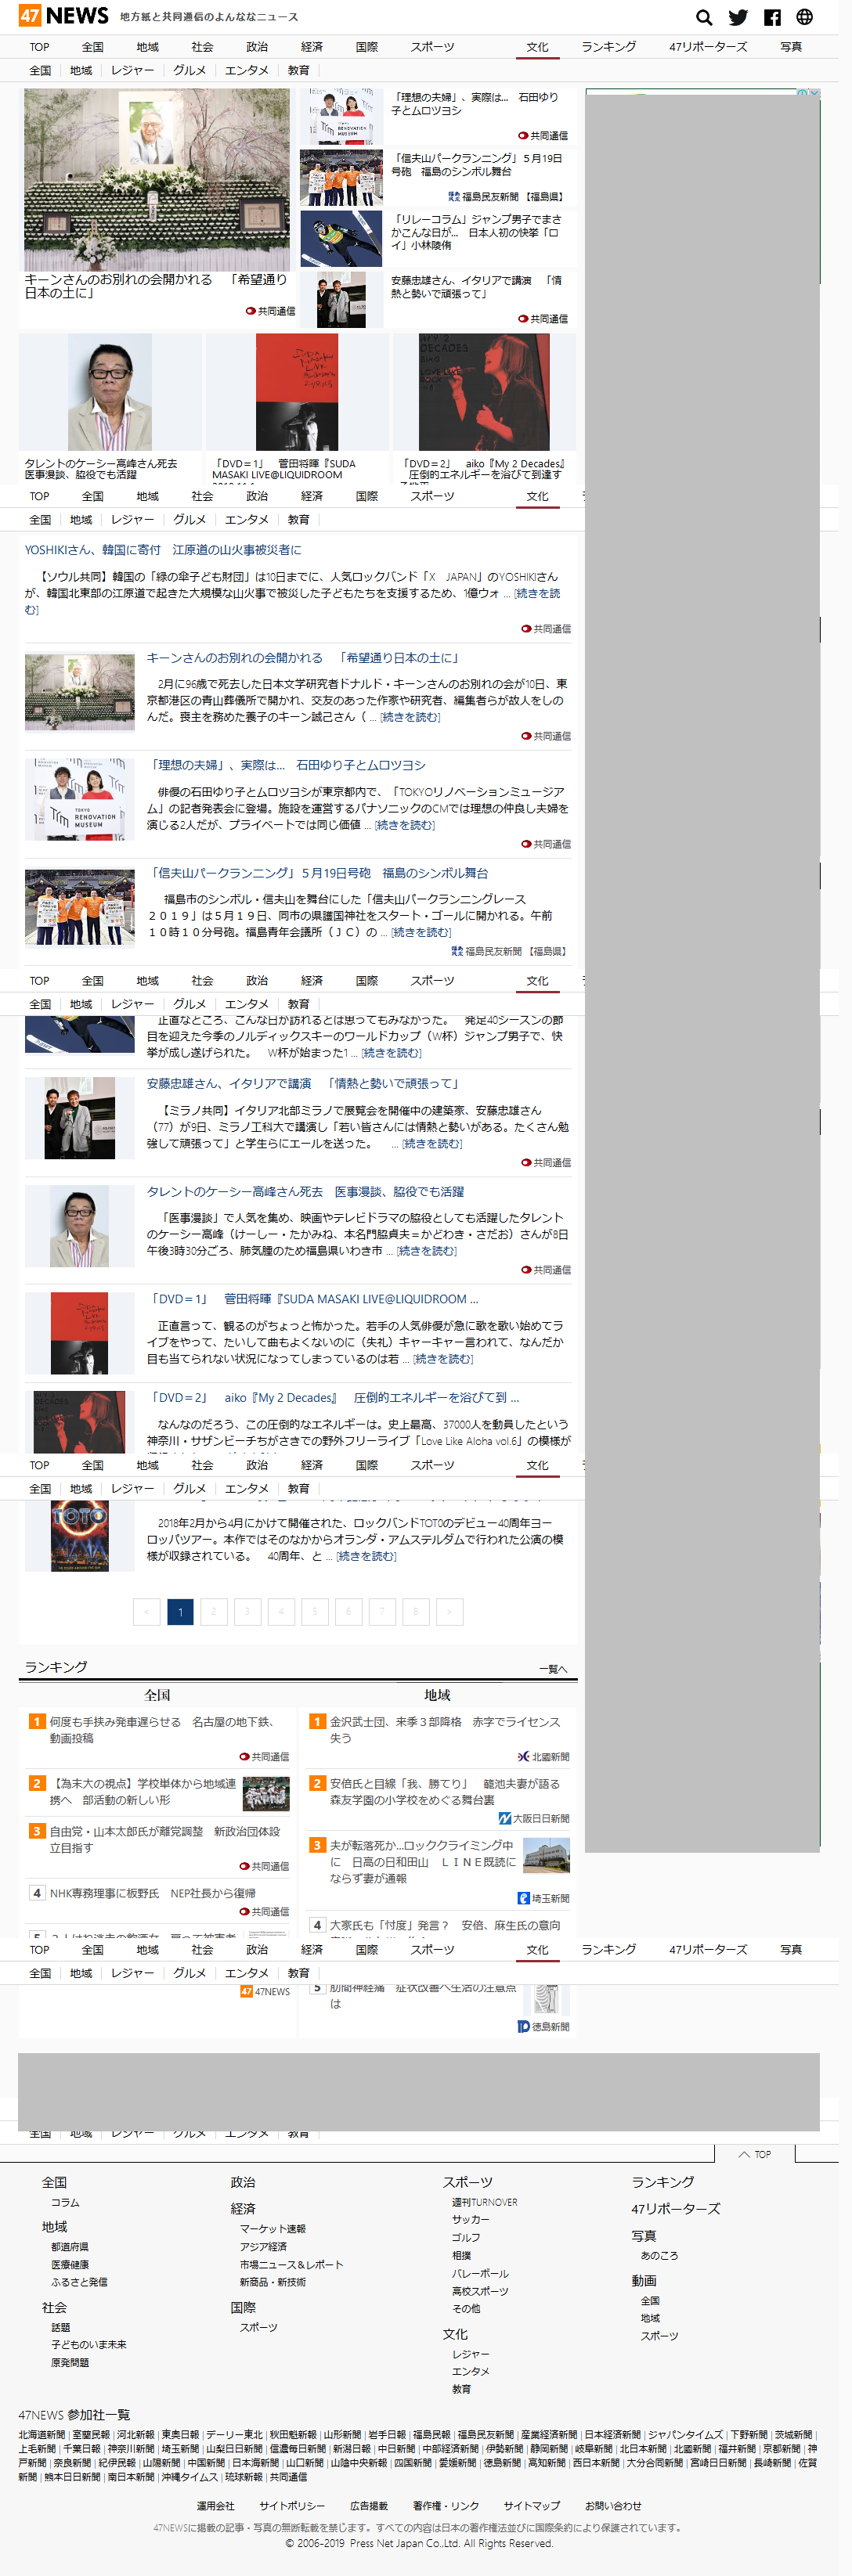 47 NEWS 地方紙と共同通信のよんななニュース
TOP 全国 地域 社会 政治 経済 国際 スポーツ 文化 ランキング 47リポーターズ 写真
全国 地域 レジャー グルメ エンタメ 教育
キーンさんのお別れの会開かれる　「希望通り
日本の土に」
共同通信
「理想の夫婦」、実際は...　石田ゆり
子とムロツヨシ
共同通信
「信夫山パークランニング」５月19日
号砲　福島のシンボル舞台
福島民友新聞 【福島県】
「リレーコラム」ジャンプ男子でまさ
かこんな日が...　日本人初の快挙「ロ
イ」小林陵侑
安藤忠雄さん、イタリアで講演　「情
熱と勢いで頑張って」
共同通信
タレントのケーシー高峰さん死去
医事漫談、脇役でも活躍
「DVD＝1」　菅田将暉『SUDA
MASAKI LIVE@LIQUIDROOM
「DVD＝2」　aiko『My 2 Decades』
圧倒的エネルギーを浴びて到達す
TOP 全国 地域 社会 政治 経済 国際 スポーツ 文化
全国 地域 レジャー グルメ エンタメ 教育
YOSHIKIさん、韓国に寄付　江原道の山火事被災者に
【ソウル共同】韓国の「緑の傘子ども財団」は10日までに、人気ロックバンド「X　JAPAN」のYOSHIKIさん
が、韓国北東部の江原道で起きた大規模な山火事で被災した子どもたちを支援するため、1億ウォ ... [続きを読
む]
共同通信
キーンさんのお別れの会開かれる　「希望通り日本の土に」
2月に96歳で死去した日本文学研究者ドナルド・キーンさんのお別れの会が10日、東
京都港区の青山葬儀所で開かれ、交友のあった作家や研究者、編集者らが故人をしの
んだ。喪主を務めた養子のキーン誠己さん（ ... [続きを読む]
共同通信
「理想の夫婦」、実際は...　石田ゆり子とムロツヨシ
俳優の石田ゆり子とムロツヨシが東京都内で、「TOKYOリノベーションミュージア
ム」の記者発表会に登場。施設を運営するパナソニックのCMでは理想の仲良し夫婦を
演じる2人だが、プライベートでは同じ価値 ... [続きを読む]
共同通信
TOKYO
RENOVATION
MUSEUM
「信夫山パークランニング」５月19日号砲　福島のシンボル舞台
福島市のシンボル・信夫山を舞台にした「信夫山パークランニングレース
２０１９」は５月１９日、同市の県護国神社をスタート・ゴールに開かれる。午前
１０時１０分号砲。福島青年会議所（ＪＣ）の ... [続きを読む]
福島民友新聞 【福島県】
TOP 全国 地域 社会 政治 経済 国際 スポーツ 文化
全国 地域 レジャー グルメ エンタメ 教育
正直なところ、こんな日が訪れるとは思ってもみなかった。　発足40シーズンの節
目を迎えた今季のノルディックスキーのワールドカップ（W杯）ジャンプ男子で、快
挙が成し遂げられた。　W杯が始まった1 ... [続きを読む]
安藤忠雄さん、イタリアで講演　「情熱と勢いで頑張って」
【ミラノ共同】イタリア北部ミラノで展覧会を開催中の建築家、安藤忠雄さん
（77）が9日、ミラノ工科大で講演し「若い皆さんには情熱と勢いがある。たくさん勉
強して頑張って」と学生らにエールを送った。　 ... [続きを読む]
共同通信
タレントのケーシー高峰さん死去　医事漫談、脇役でも活躍
「医事漫談」で人気を集め、映画やテレビドラマの脇役としても活躍したタレント
のケーシー高峰（けーしー・たかみね、本名門脇貞夫＝かどわき・さだお）さんが8日
午後3時30分ごろ、肺気腫のため福島県いわき市 ... [続きを読む]
共同通信
「DVD＝1」　菅田将暉『SUDA MASAKI LIVE@LIQUIDROOM ...
正直言って、観るのがちょっと怖かった。若手の人気俳優が急に歌を歌い始めてラ
イブをやって、たいして曲もよくないのに（失礼）キャーキャー言われて、なんだか
目も当てられない状況になってしまっているのは若 ... [続きを読む]
「DVD＝2」　aiko『My 2 Decades』　圧倒的エネルギーを浴びて到 ...
なんなのだろう、この圧倒的なエネルギーは。史上最高、37000人を動員したという
神奈川・サザンビーチちがさきでの野外フリーライブ「Love Like Aloha vol.6」の模様が
TOP 全国 地域 社会 政治 経済 国際 スポーツ 文化
全国 地域 レジャー グルメ エンタメ 教育
TOTO
2018年2月から4月にかけて開催された、ロックバンドTOTOのデビュー40周年ヨー
ロッパツアー。本作ではそのなかからオランダ・アムステルダムで行われた公演の模
様が収録されている。　40周年、と ... [続きを読む]
< 1 2 3 4 5 6 7 8 >
ランキング 一覧へ
全国
1 何度も手挟み発車遅らせる　名古屋の地下鉄、
動画投稿
共同通信
2 【為末大の視点】学校単体から地域連
携へ　部活動の新しい形
3 自由党・山本太郎氏が離党調整　新政治団体設
立目指す
共同通信
4 NHK専務理事に板野氏　NEP社長から復帰
共同通信
地域
1 金沢武士団、来季３部降格　赤字でライセンス
失う
北國新聞
2 安倍氏と目線「我、勝てり」　籠池夫妻が語る
森友学園の小学校をめぐる舞台裏
大阪日日新聞
3 夫が転落死か...ロッククライミング中
に　日高の日和田山　ＬＩＮＥ既読に
ならず妻が通報
埼玉新聞
4 大家氏も「忖度」発言？　安倍、麻生氏の意向
TOP 全国 地域 社会 政治 経済 国際 スポーツ 文化 ランキング 47リポーターズ 写真
全国 地域 レジャー グルメ エンタメ 教育
47 47NEWS
5 肋間神経痛　症状改善へ生活の注意点
は
徳島新聞
全国 地域 レジャー グルメ エンタメ 教育
TOP
全国
コラム
地域
都道府県
医療健康
ふるさと発信
社会
話題
子どものいま未来
原発問題
政治
経済
マーケット速報
アジア経済
市場ニュース＆レポート
新商品・新技術
国際
スポーツ
スポーツ
週刊TURNOVER
サッカー
ゴルフ
相撲
バレーボール
高校スポーツ
その他
文化
レジャー
エンタメ
教育
ランキング
47リポーターズ
写真
あのころ
動画
全国
地域
スポーツ
47NEWS 参加社一覧
北海道新聞 | 室蘭民報 | 河北新報 | 東奥日報 | デーリー東北 | 秋田魁新報 | 山形新聞 | 岩手日報 | 福島民報 | 福島民友新聞 | 産業経済新聞 | 日本経済新聞 | ジャパンタイムズ | 下野新聞 | 茨城新聞 |
上毛新聞 | 千葉日報 | 神奈川新聞 | 埼玉新聞 | 山梨日日新聞 | 信濃毎日新聞 | 新潟日報 | 中日新聞 | 中部経済新聞 | 伊勢新聞 | 静岡新聞 | 岐阜新聞 | 北日本新聞 | 北國新聞 | 福井新聞 | 京都新聞 | 神
戸新聞 | 奈良新聞 | 紀伊民報 | 山陽新聞 | 中国新聞 | 日本海新聞 | 山口新聞 | 山陰中央新報 | 四国新聞 | 愛媛新聞 | 徳島新聞 | 高知新聞 | 西日本新聞 | 大分合同新聞 | 宮崎日日新聞 | 長崎新聞 | 佐賀
新聞 | 熊本日日新聞 | 南日本新聞 | 沖縄タイムス | 琉球新報 | 共同通信
運用会社 サイトポリシー 広告掲載 著作権・リンク サイトマップ お問い合わせ
47NEWSに掲載の記事・写真の無断転載を禁じます。すべての内容は日本の著作権法並びに国際条約により保護されています。
© 2006-2019 Press Net Japan Co.,Ltd. All Rights Reserved.